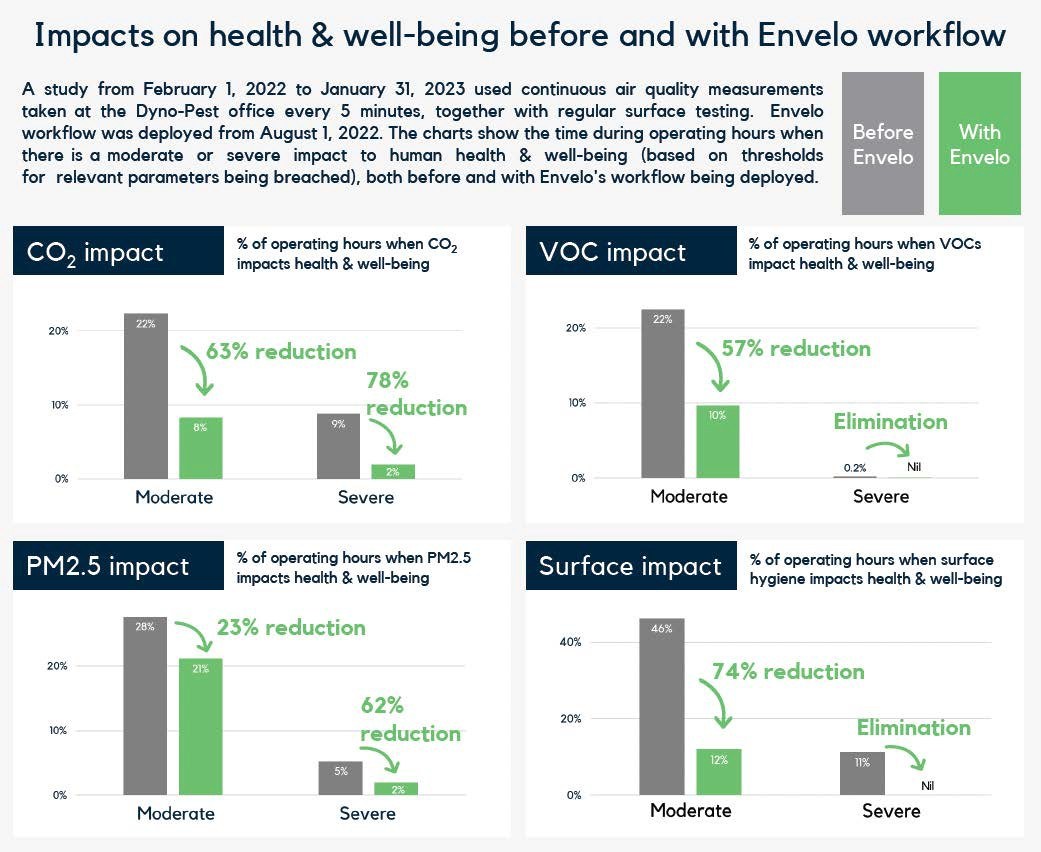 Impacts on health & well-being before and with Envelo workflow
A study from February 1, 2022 to January 31, 2023 used continuous air quality measurements
taken at the Dyno-Pest office every 5 minutes, together with regular surface testing. Envelo
workflow was deployed from August 1, 2022. The charts show the time during operating hours when
there is a moderate or severe impact to human health & well-being (based on thresholds
for relevant parameters being breached), both before and with Envelo's workflow being deployed.
Before
Envelo
With
Envelo
CO2 impact
% of operating hours when CO2
impacts health & well-being
20%
10%
0%
22%
63% reduction
8%
78%
reduction
9%
2%
Moderate
Severe
VOC impact
% of operating hours when VOCs
impact health & well-being
20%
10%
0%
22%
57% reduction
10%
Elimination
0.2%
Nil
Moderate
Severe
PM2.5 impact
% of operating hours when PM2.5
impacts health & well-being
20%
10%
0%
28%
23% reduction
21%
62%
reduction
5%
2%
Moderate
Severe
Surface impact
% of operating hours when surface
hygiene impacts health & well-being
40%
20%
0%
46%
74% reduction
12%
Elimination
11%
Nil
Moderate
Severe